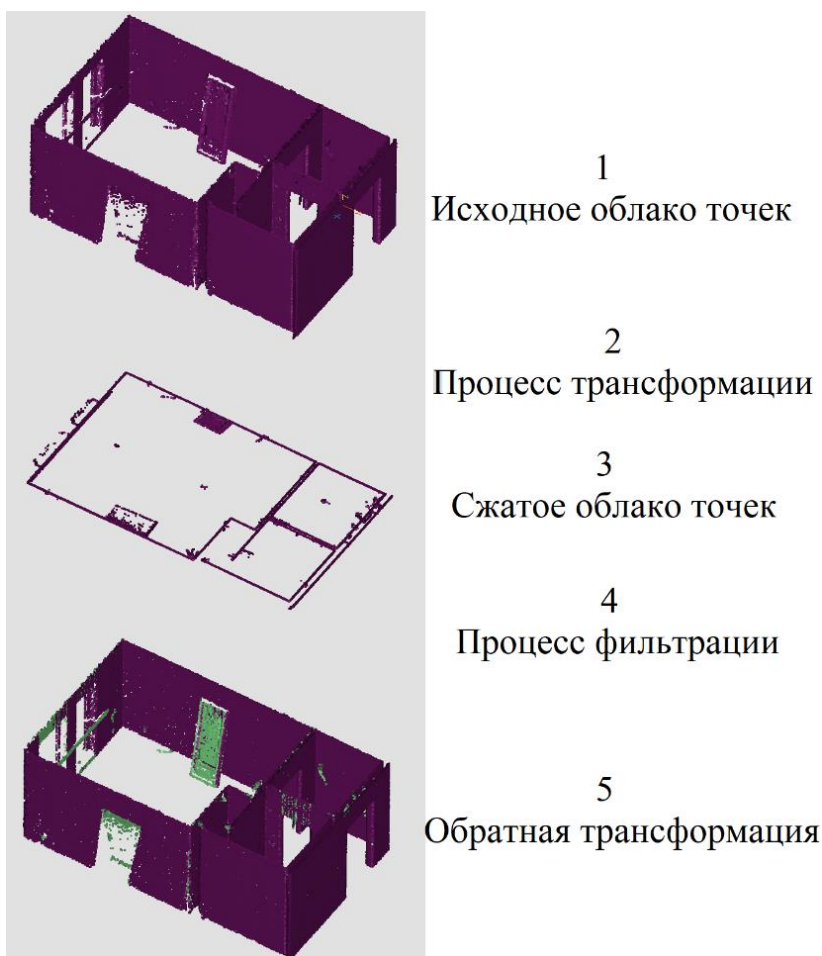 1
Исходное облако точек
2
Процесс трансформации
3
Сжатое облако точек
4
Процесс фильтрации
5
Обратная трансформация